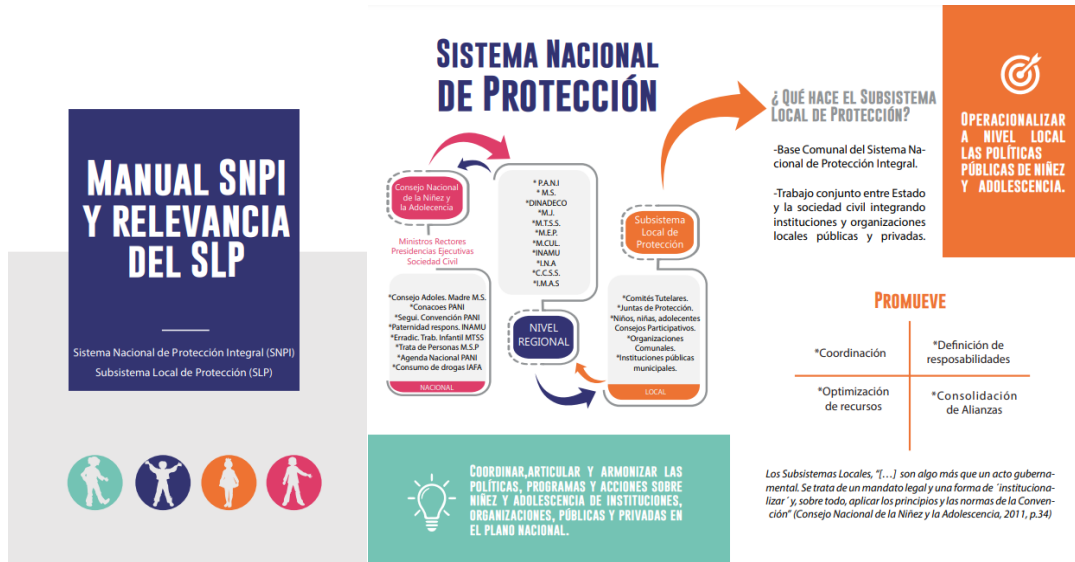 MANUAL SNPI
Y RELEVANCIA
DEL SLP
Sistema Nacional de Protección Integral (SNPI)
Subsistema Local de Protección (SLP)
SISTEMA NACIONAL
DE PROTECCIÓN
Consejo Nacional
de la Niñez y
la Adolecencia
Ministros Rectores
Presidencias Ejecutivas
Sociedad Civil
*Consejo Adoles. Madre M.S.
*Conacoes PANI
*Segui. Convención PANI
*Paternidad respons. INAMU
*Erradic. Trab. Infantil MTSS
*Trata de Personas M.S.P
*Agenda Nacional PANI
*Consumo de drogas IAFA
NACIONAL
* P.A.N.I
* M.S.
*DINADECO
*M.J.
*M.T.S.S.
*M.E.P.
*M.CUL.
*INAMU
*I.N.A
*C.C.S.S.
*I.M.A.S
NIVEL
REGIONAL
Subsistema
Local de
Protección
*Comités Tutelares.
*Juntas de Protección.
*Niños, niñas, adolecentes
Consejos Participativos.
*Organizaciones
Comunales.
*Instituciones públicas
municipales.
LOCAL
COORDINAR,ARTICULAR Y ARMONIZAR LAS
POLÍTICAS, PROGRAMAS Y ACCIONES SOBRE
NIÑEZ Y ADOLESCENCIA DE INSTITUCIONES,
ORGANIZACIONES, PÚBLICAS Y PRIVADAS EN
EL PLANO NACIONAL.
¿ QUÉ HACE EL SUBSISTEMA
LOCAL DE PROTECCIÓN?
-Base Comunal del Sistema Na-
cional de Protección Integral.
-Trabajo conjunto entre Estado
y la sociedad civil integrando
instituciones y organizaciones
locales públicas y privadas.
OPERACIONALIZAR
A NIVEL LOCAL
LAS POLÍTICAS
PÚBLICAS DE NIÑEZ
Y ADOLESCENCIA.
PROMUEVE
*Coordinación
*Definición de
resposabilidades
*Optimización
de recursos
*Consolidación
de Alianzas
Los Subsistemas Locales, “[…] son algo más que un acto guberna-
mental. Se trata de un mandato legal y una forma de ´instituciona-
lizar´ y, sobre todo, aplicar los principios y las normas de la Conven-
ción” (Consejo Nacional de la Niñez y la Adolescencia, 2011, p.34)